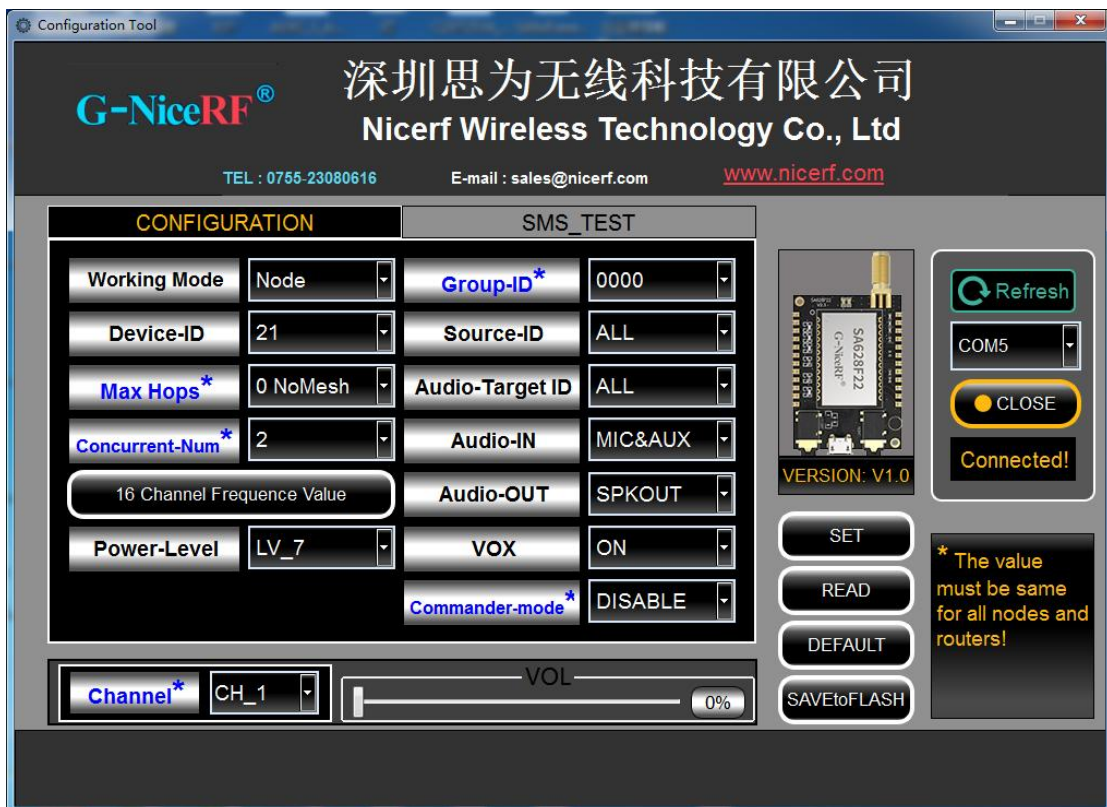 Configuration Tool
G-NiceRF®
深圳思为无线科技有限公司
Nicerf Wireless Technology Co., Ltd
TEL : 0755-23080616
E-mail : sales@nicerf.com
www.nicerf.com
CONFIGURATION
SMS_TEST
Working Mode
Node
Group-ID*
0000
Device-ID
21
Source-ID
ALL
Max Hops*
0 NoMesh
Audio-Target ID
ALL
Concurrent-Num*
2
Audio-IN
MIC&AUX
16 Channel Frequence Value
Audio-OUT
SPKOUT
Power-Level
LV_7
VOX
ON
Commander-mode*
DISABLE
Channel*
CH_1
VOL
0%
SA628F22
G-NiceRF®
VERSION: V1.0
SET
READ
DEFAULT
SAVEtoFLASH
Refresh
COM5
CLOSE
Connected!
* The value
must be same
for all nodes and
routers!